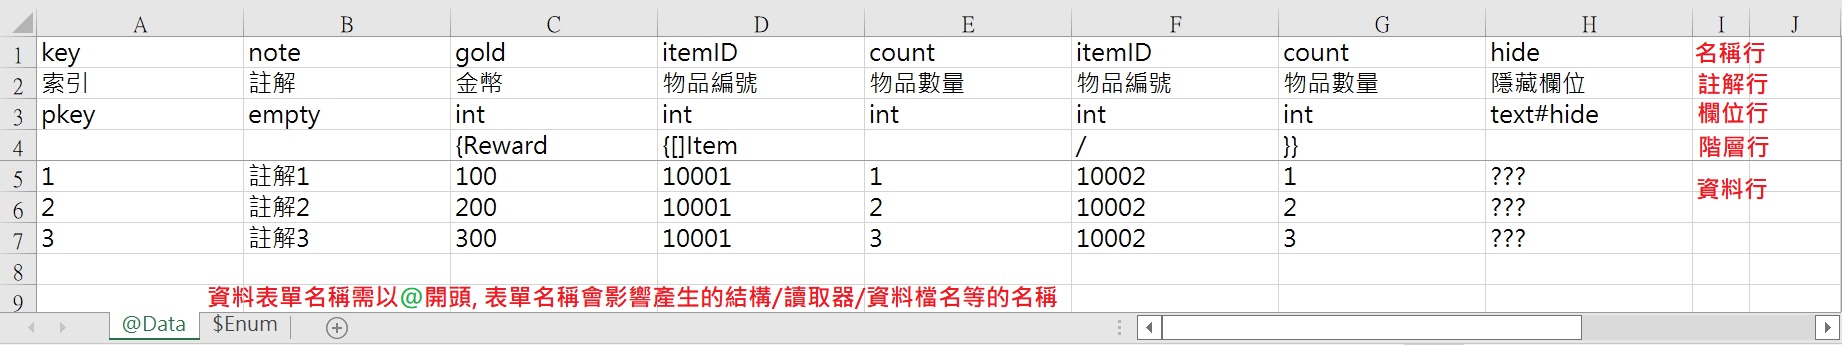 A B C D E F G H I J
1 key note gold itemID count itemID count hide 名稱行
2 索引 註解 金幣 物品編號 物品數量 物品編號 物品數量 隱藏欄位 註解行
3 pkey empty int int int int int text#hide 欄位行
4 {Reward {[]Item / }} 階層行
5 1 註解1 100 10001 1 10002 1 ???
資料行
6 2 註解2 200 10001 2 10002 2 ???
7 3 註解3 300 10001 3 10002 3 ???
8
9 資料表單名稱需以@開頭, 表單名稱會影響產生的結構/讀取器/資料檔名等的名稱
@Data $Enum